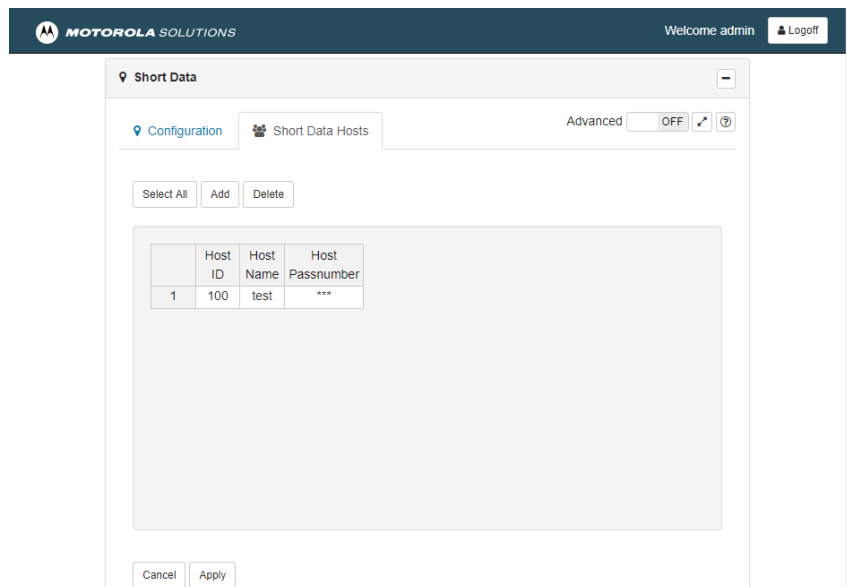 MOTOROLA SOLUTIONS Welcome admin Logoff
Short Data
Configuration Short Data Hosts Advanced OFF
Select All Add Delete
Host ID Host Name Host Passnumber
1 100 test ***
Cancel Apply